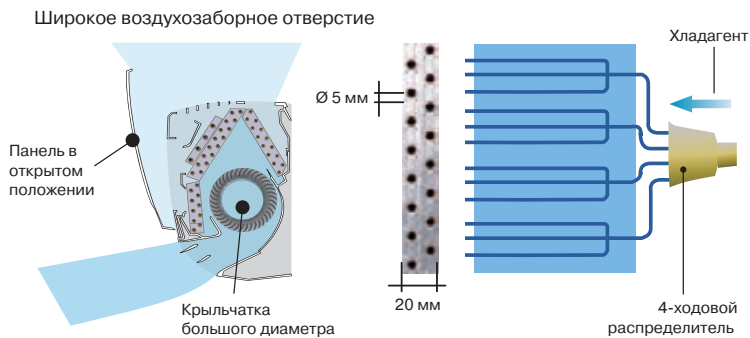 Широкое воздухозаборное отверстие
Хладагент
Ø 5 мм
Панель в
открытом
положении
20 мм
Крыльчатка
большого диаметра
4-ходовой
распределитель